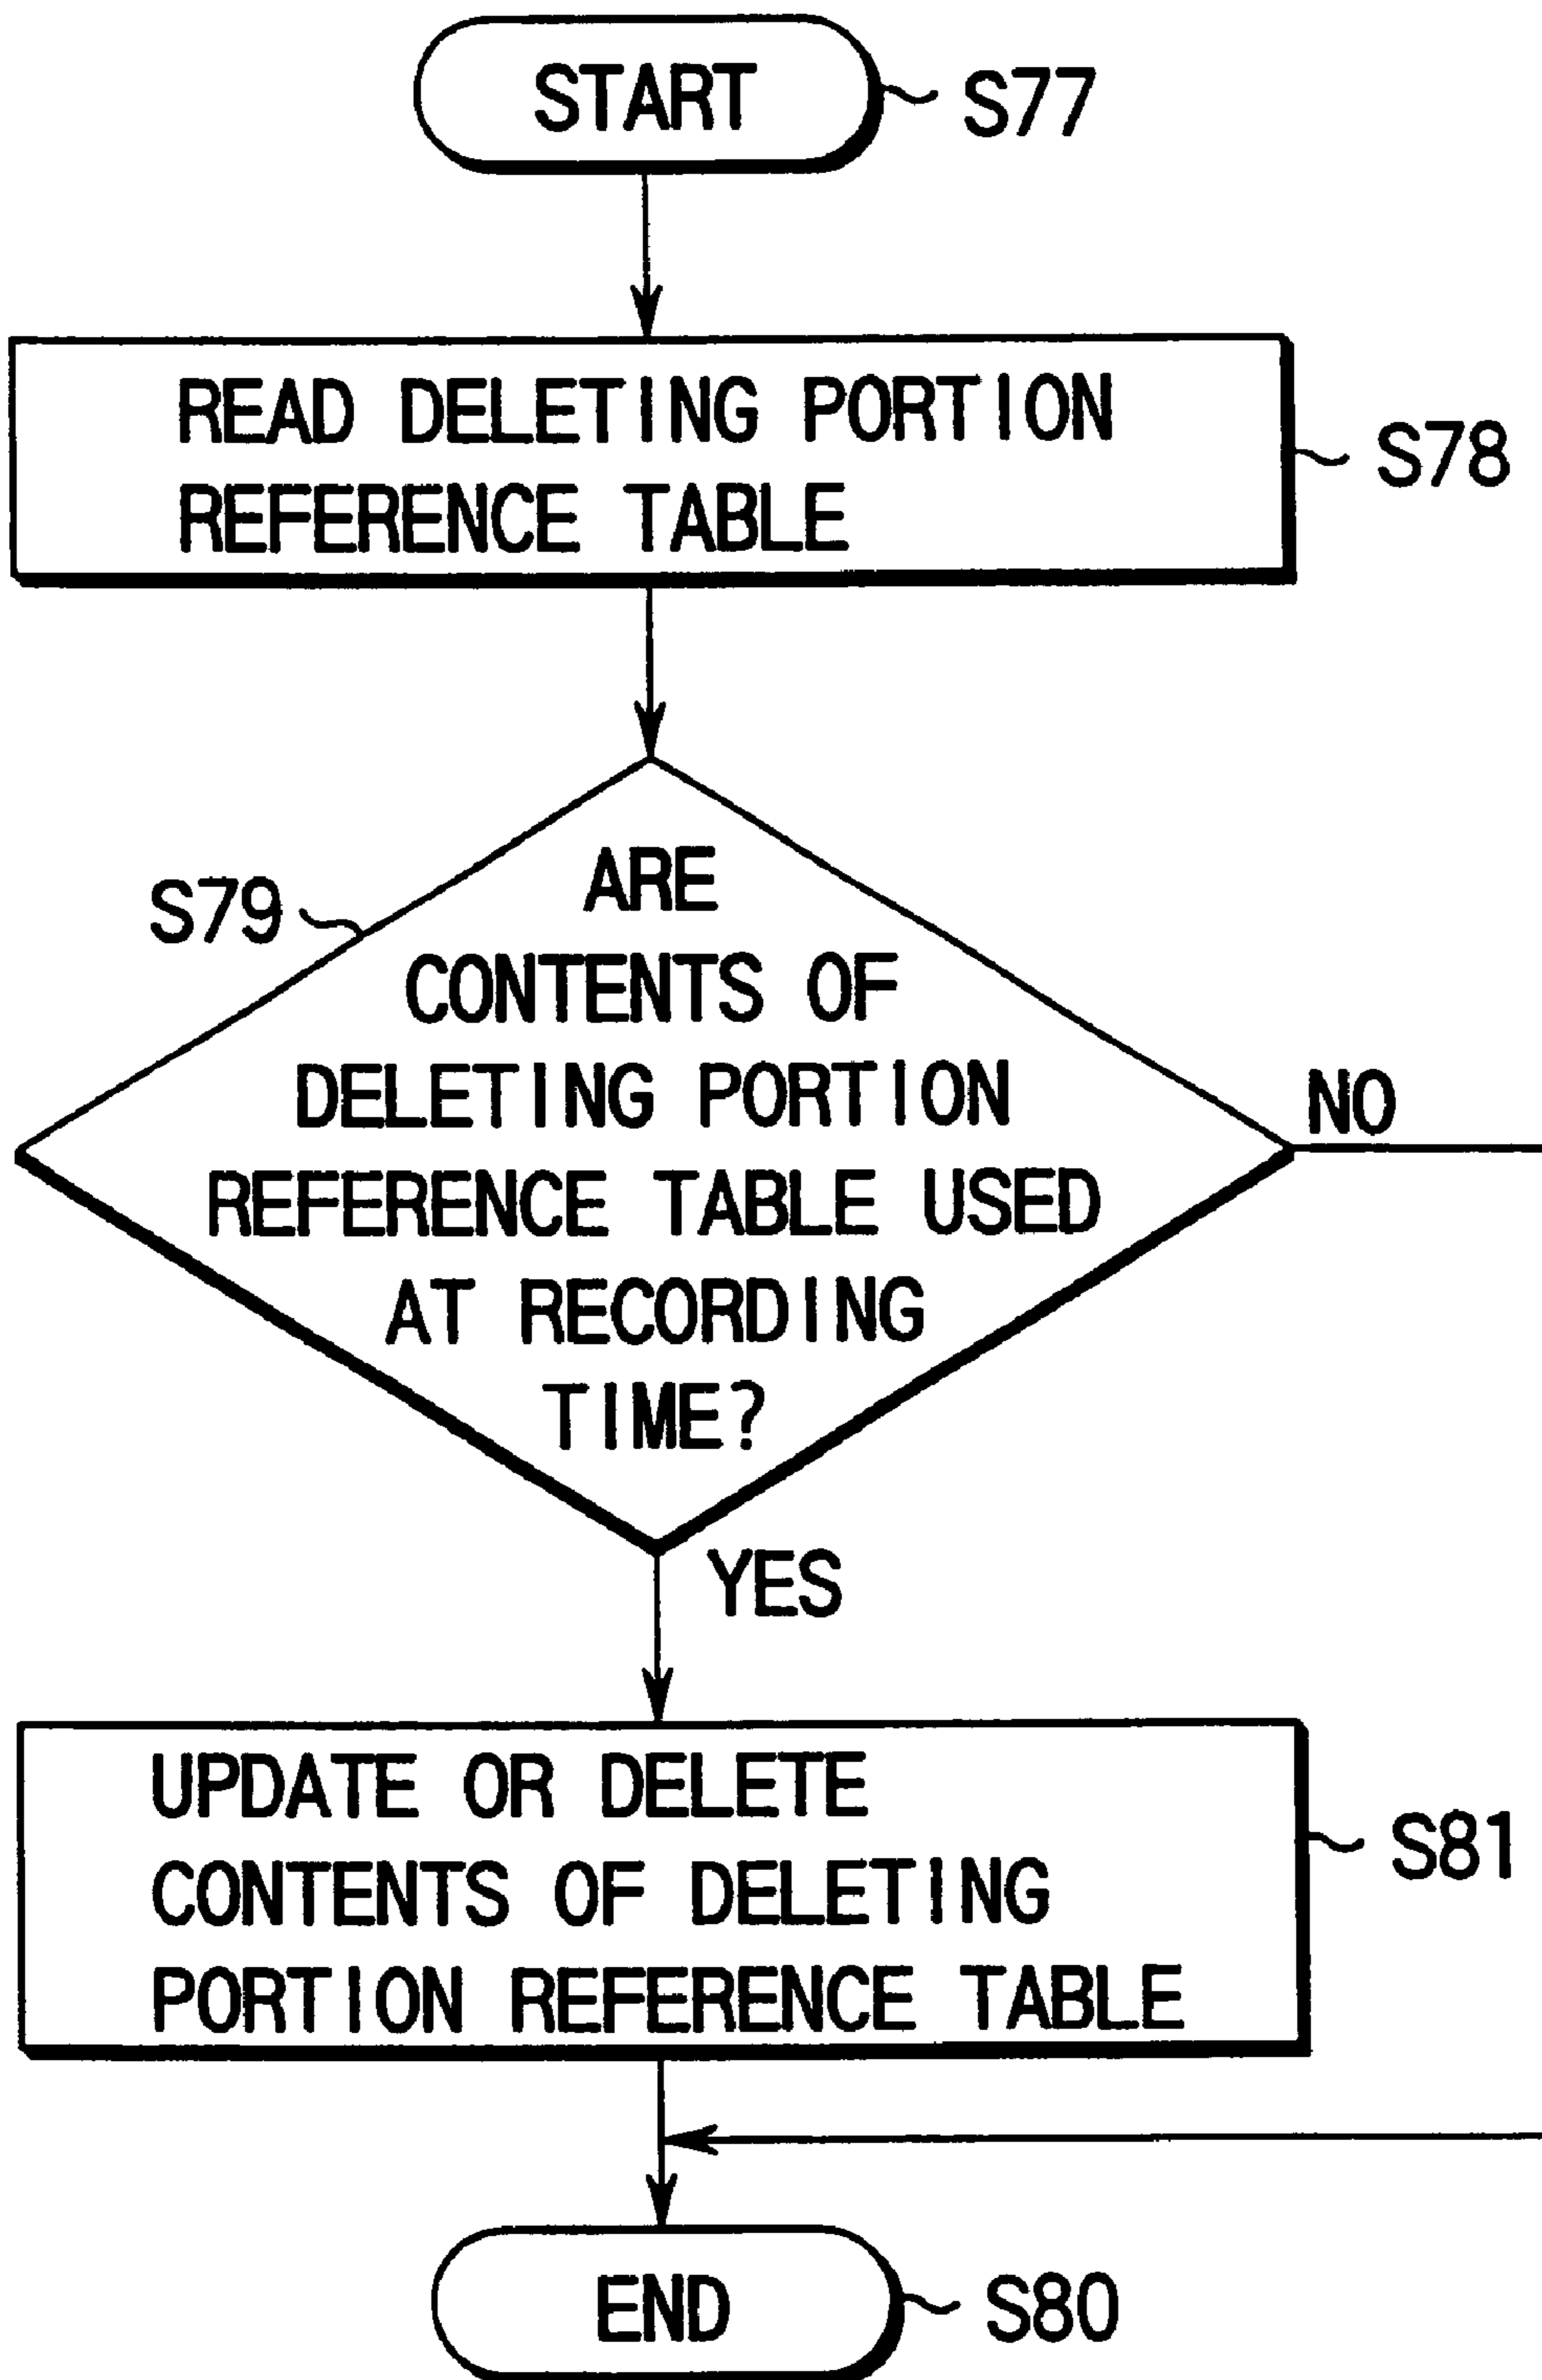 START
S77
READ DELETING PORTION
REFERENCE TABLE
S78
S79
ARE
CONTENTS OF
DELETING PORTION
REFERENCE TABLE USED
AT RECORDING
TIME?
NO
YES
UPDATE OR DELETE
CONTENTS OF DELETING
PORTION REFERENCE TABLE
S81
END
S80